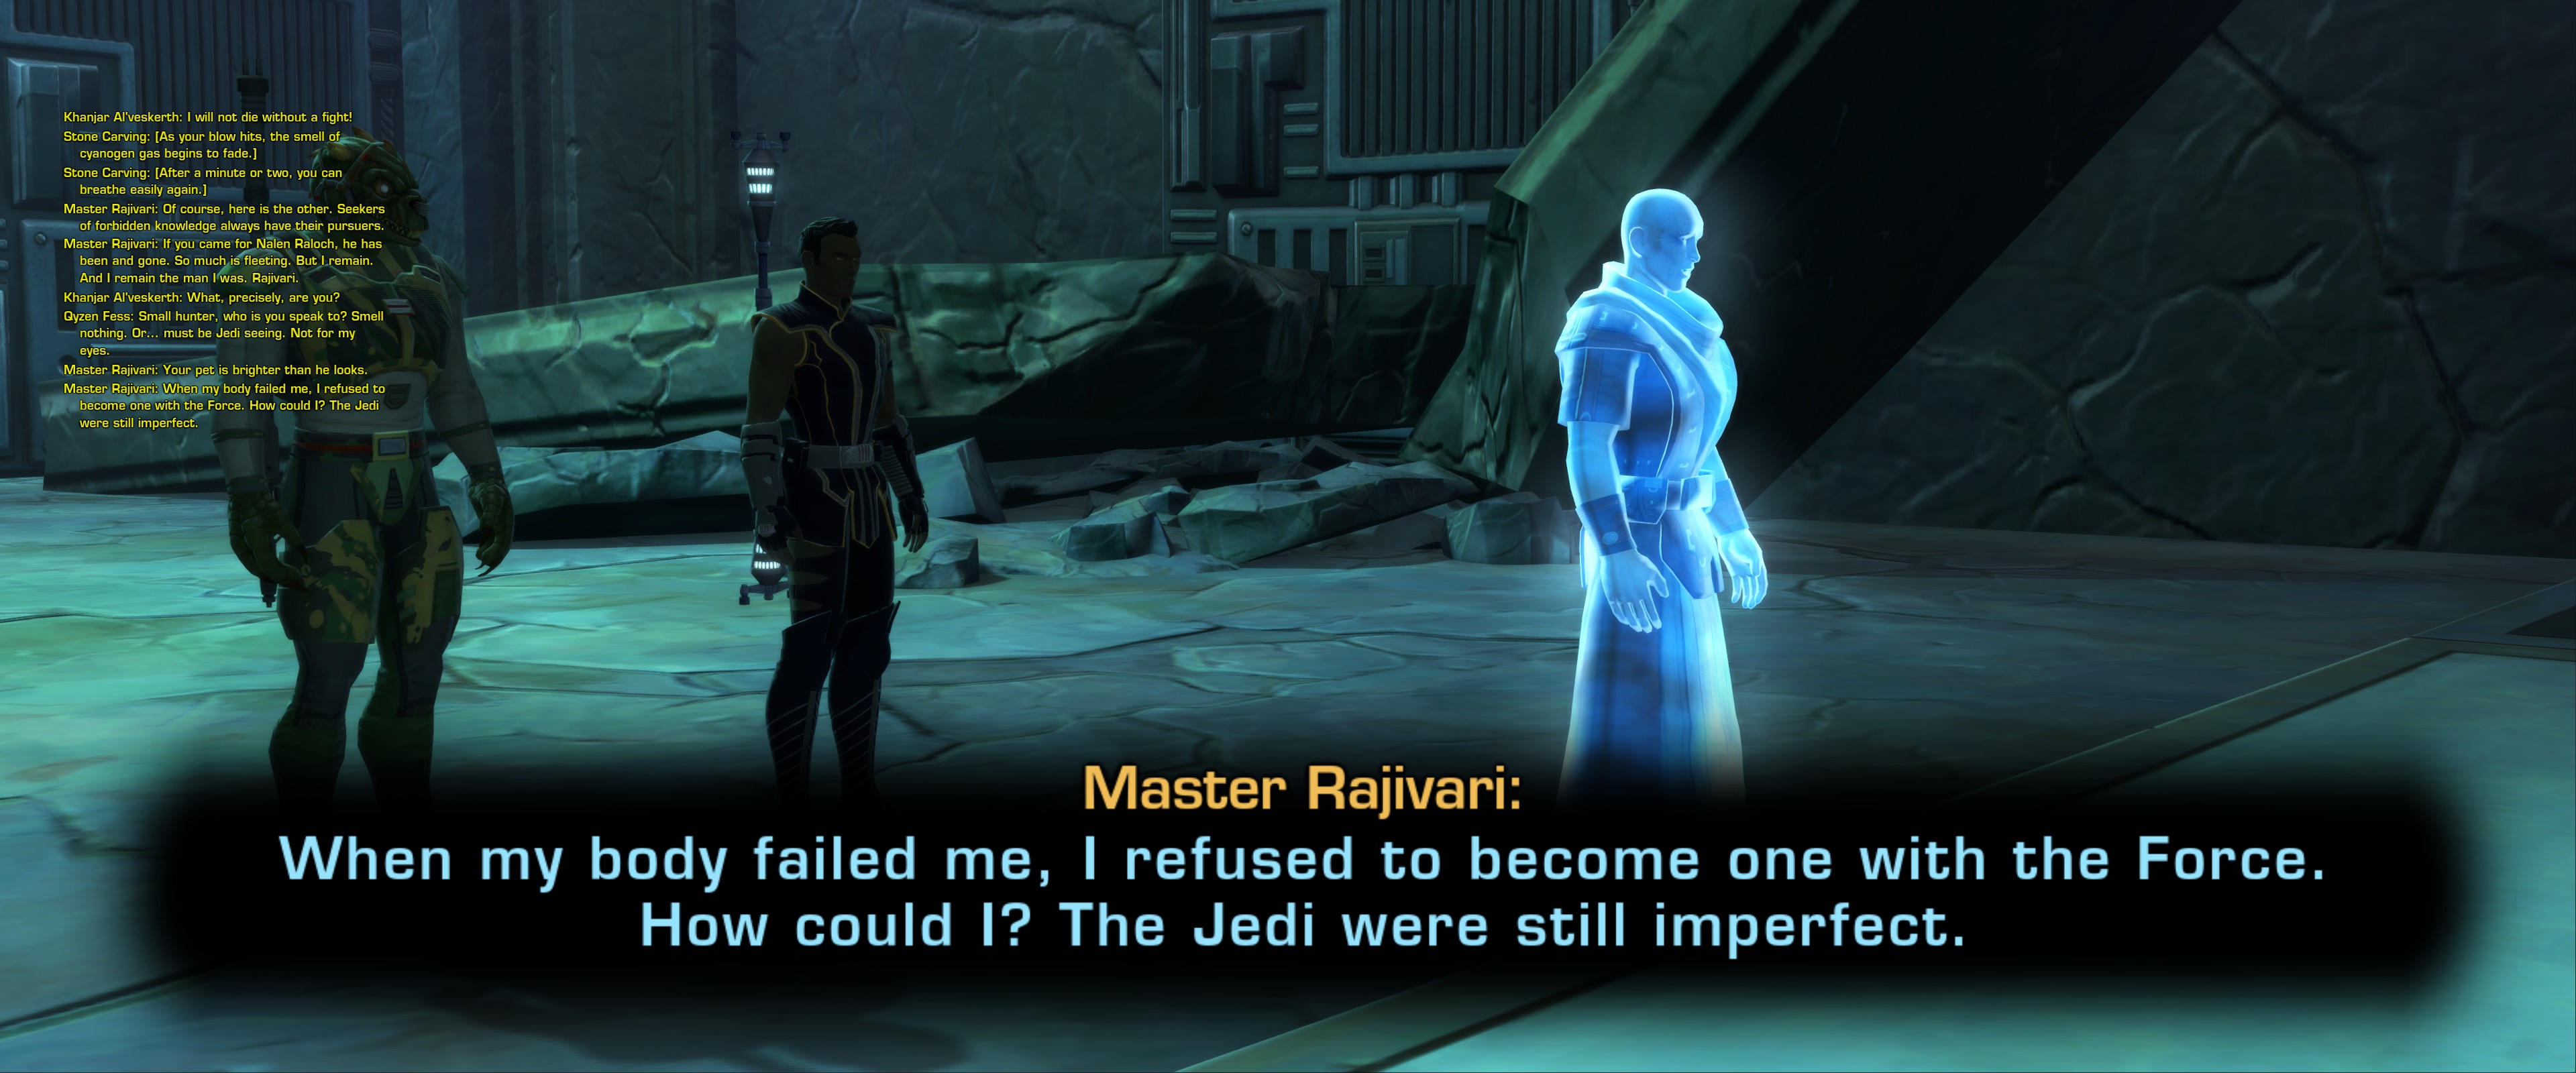 Khanjar Al'veskerth: I will not die without a fight!
Stone Carving: [As your blow hits, the smell of
cyanogen gas begins to fade.]
Stone Carving: [After a minute or two, you can
breathe easily again.]
Master Rajivari: Of course, here is the other. Seekers
of forbidden knowledge always have their pursuers.
Master Rajivari: If you came for Nalen Raloch, he has
been and gone. So much is fleeting. But I remain.
And I remain the man I was. Rajivari.
Khanjar Al'veskerth: What, precisely, are you?
Qyzen Fess: Small hunter, who is you speak to? Smell
nothing. Or... must be Jedi seeing. Not for my
eyes.
Master Rajivari: Your pet is brighter than he looks.
Master Rajivari: When my body failed me, I refused to
become one with the Force. How could I? The Jedi
were still imperfect.
Master Rajivari:
When my body failed me, I refused to become one with the Force.
How could I? The Jedi were still imperfect.